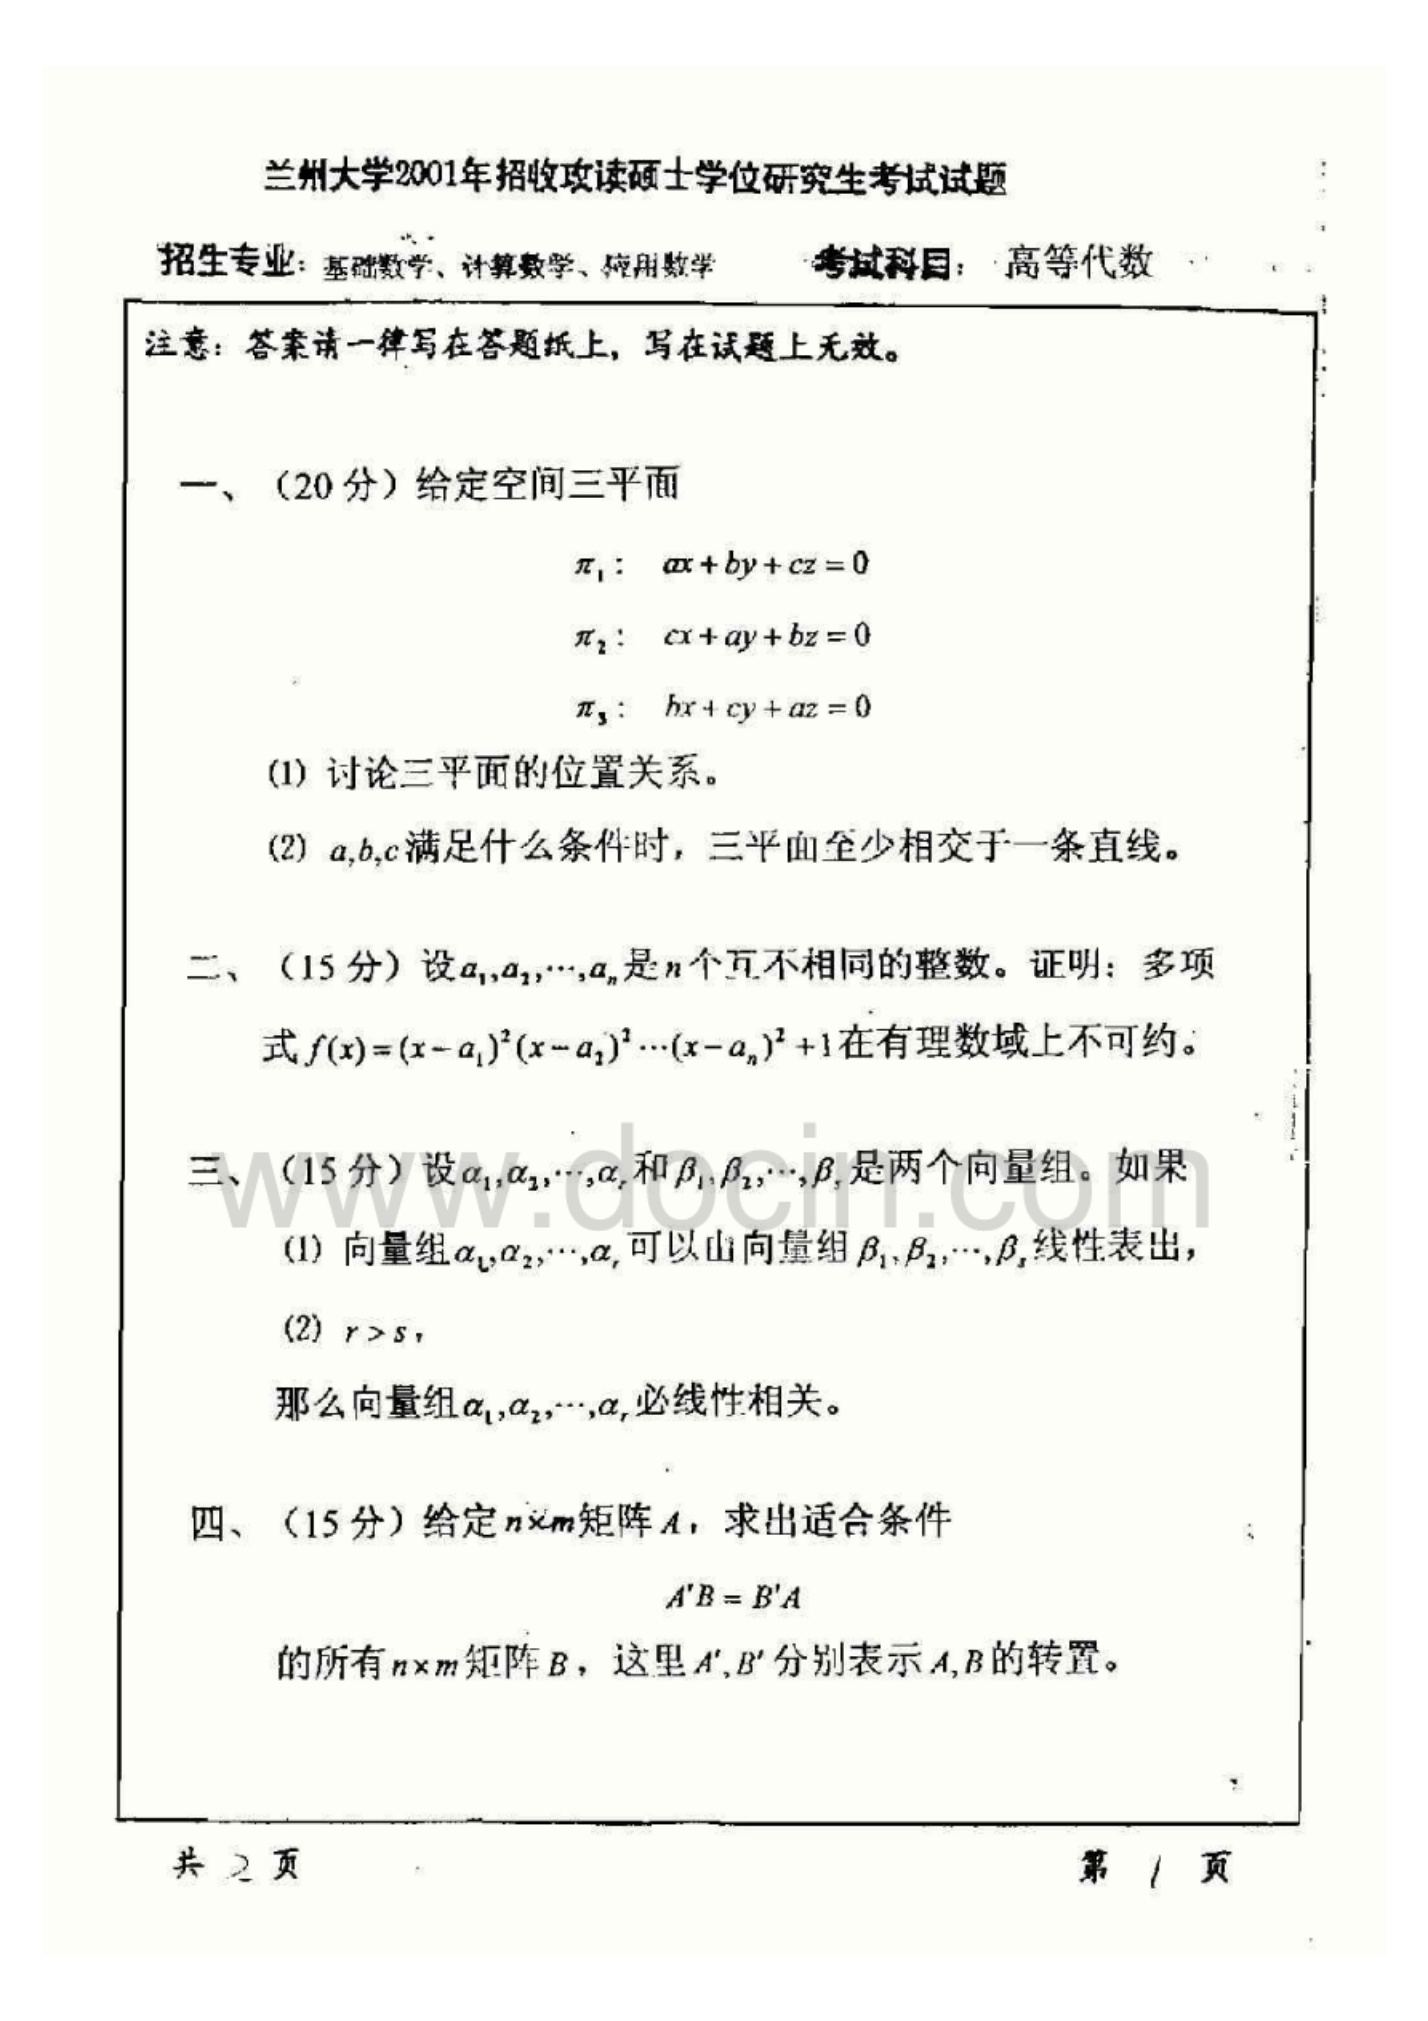 兰州大学2001年招收攻读硕士学位研究生考试试题
招生专业：基础数学、计算数学、应用数学 考试科目：高等代数
注意：答案请一律写在答题纸上，写在试题上无效。
一、（20 分）给定空间三平面
π₁： ax + by + cz = 0
π₂： cx + ay + bz = 0
π₃： bx + cy + az = 0
(1) 讨论三平面的位置关系。
(2) a,b,c满足什么条件时，三平面至少相交于一条直线。
二、（15 分）设a₁,a₂,⋯,aₙ是n个互不相同的整数。证明：多项
式 f(x) = (x − a₁)²(x − a₂)²⋯(x − aₙ)² + 1在有理数域上不可约。
三、（15 分）设α₁,α₂,⋯,αᵣ和β₁,β₂,⋯,βₛ是两个向量组。如果
(1) 向量组α₁,α₂,⋯,αᵣ可以由向量组β₁,β₂,⋯,βₛ线性表出，
(2) r > s，
那么向量组α₁,α₂,⋯,αᵣ必线性相关。
四、（15 分）给定n×m矩阵A，求出适合条件
A′B = B′A
的所有n×m矩阵B，这里A′,B′分别表示A,B的转置。
共 2 页 第 1 页
www.docin.com